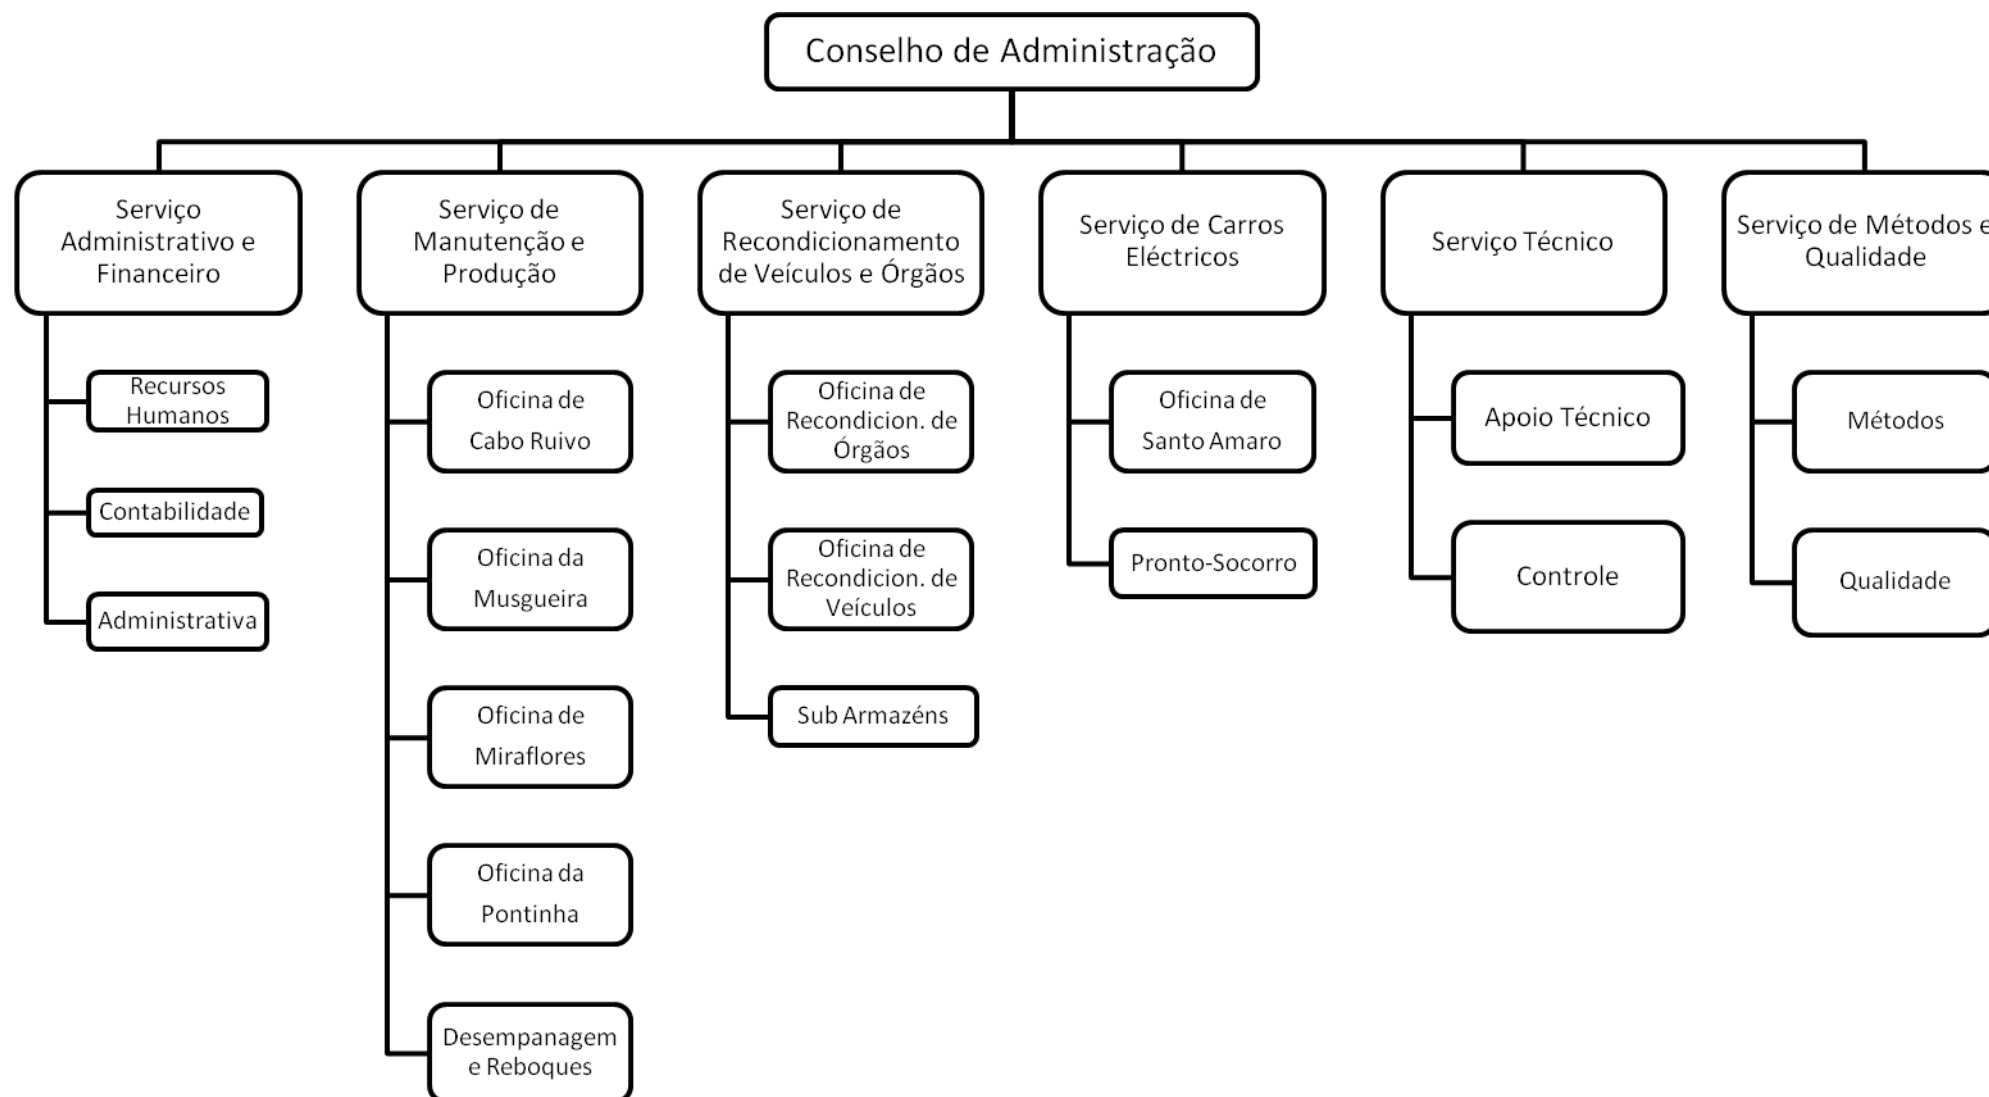 Conselho de Administração
Serviço
Administrativo e
Financeiro
Recursos
Humanos
Contabilidade
Administrativa
Serviço de
Manutenção e
Produção
Oficina de
Cabo Ruivo
Oficina da
Musgueira
Oficina de
Miraflores
Oficina da
Pontinha
Desempanagem
e Reboques
Serviço de
Recondicionamento
de Veículos e Órgãos
Oficina de
Recondicion. de
Órgãos
Oficina de
Recondicion. de
Veículos
Sub Armazéns
Serviço de Carros
Eléctricos
Oficina de
Santo Amaro
Pronto-Socorro
Serviço Técnico
Apoio Técnico
Controle
Serviço de Métodos e
Qualidade
Métodos
Qualidade